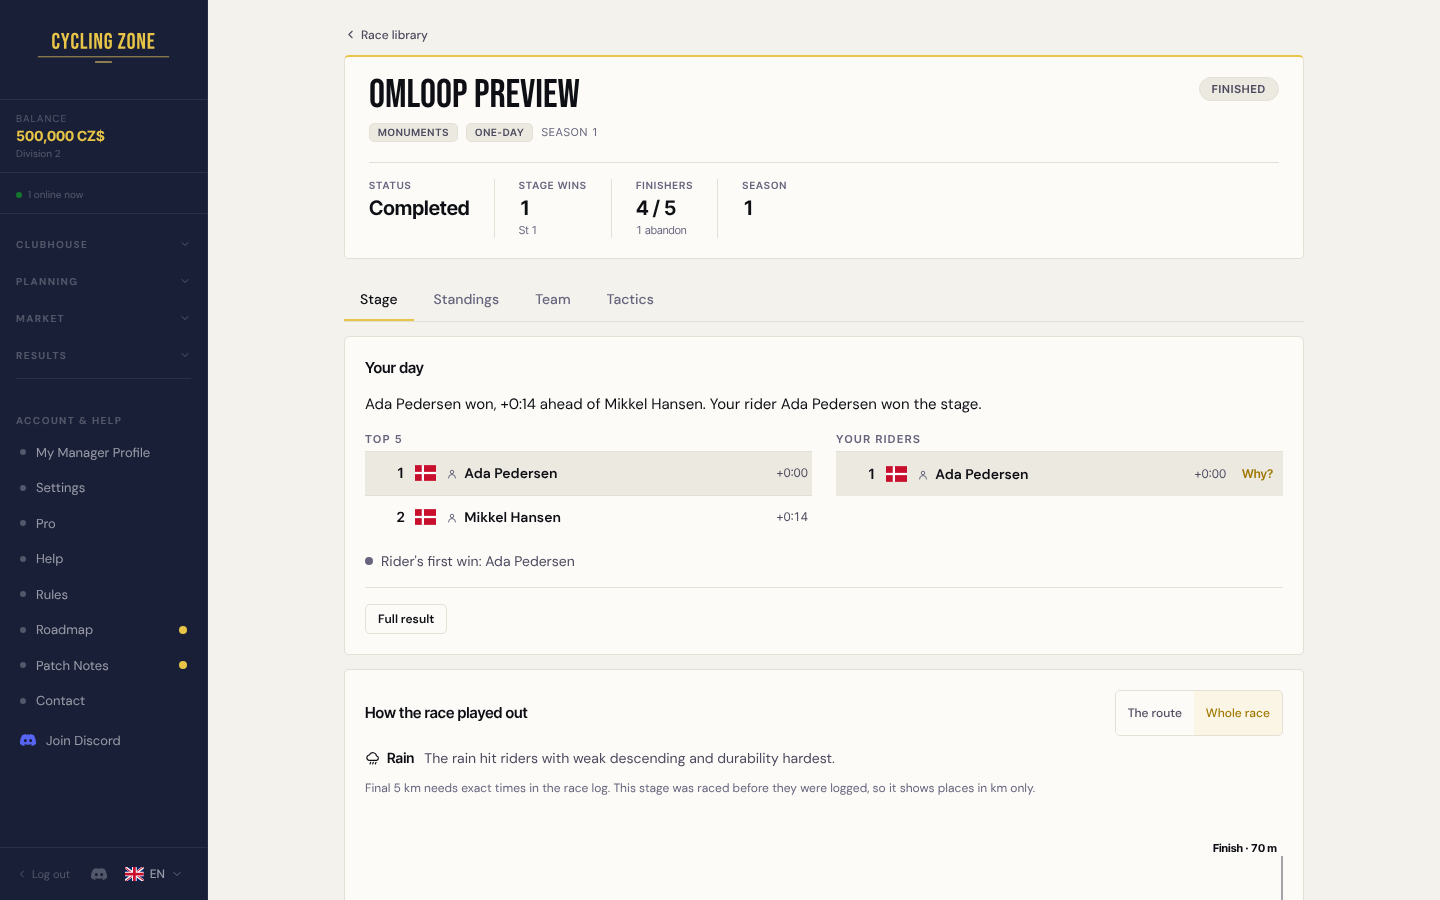 CYCLING ZONE
BALANCE
500,000 CZ$
Division 2
1 online now
CLUBHOUSE
PLANNING
MARKET
RESULTS
ACCOUNT & HELP
My Manager Profile
Settings
Pro
Help
Rules
Roadmap
Patch Notes
Contact
Join Discord
Log out
EN
Race library
OMLOOP PREVIEW
FINISHED
MONUMENTS ONE-DAY SEASON 1
STATUS
Completed
STAGE WINS
1
St 1
FINISHERS
4 / 5
1 abandon
SEASON
1
Stage Standings Team Tactics
Your day
Ada Pedersen won, +0:14 ahead of Mikkel Hansen. Your rider Ada Pedersen won the stage.
TOP 5
1 Ada Pedersen +0:00
2 Mikkel Hansen +0:14
YOUR RIDERS
1 Ada Pedersen +0:00 Why?
Rider's first win: Ada Pedersen
Full result
How the race played out
The route Whole race
Rain The rain hit riders with weak descending and durability hardest.
Final 5 km needs exact times in the race log. This stage was raced before they were logged, so it shows places in km only.
Finish · 70 m